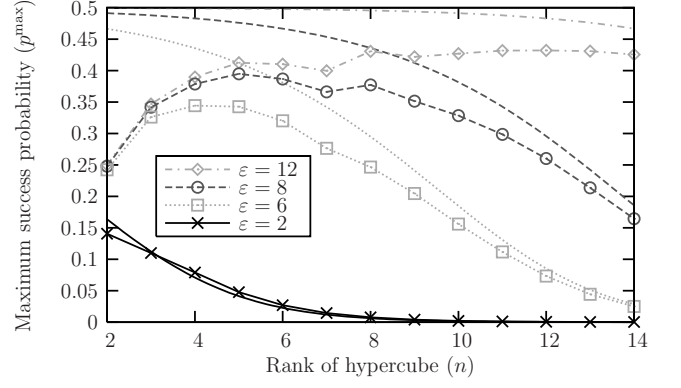 Maximum success probability (p^max)
0.5
0.45
0.4
0.35
0.3
0.25
0.2
0.15
0.1
0.05
0
ε = 12
ε = 8
ε = 6
ε = 2
2 4 6 8 10 12 14
Rank of hypercube (n)